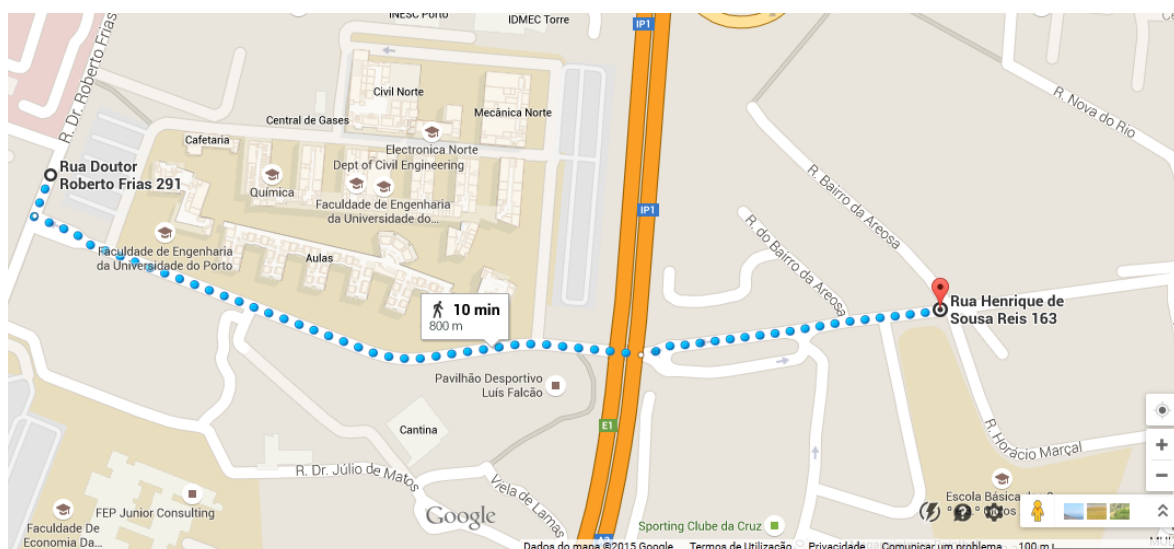 INESC Porto
IDMEC Torre
IP1
R. Dr. Roberto Frias
Civil Norte
Mecânica Norte
Central de Gases
Cafetaria
Electronica Norte
Dept of Civil Engineering
R. Nova do Rio
Rua Doutor
Roberto Frias 291
Química
Faculdade de Engenharia
da Universidade do...
IP1
R. Bairro da Areosa
R. do Bairro da Areosa
Faculdade de Engenharia
da Universidade do Porto
Aulas
10 min
800 m
Rua Henrique de
Sousa Reis 163
Pavilhão Desportivo
Luís Falcão
E1
Cantina
R. Horácio Marçal
R. Dr. Júlio de Matos
Viela de Lamas
FEP Junior Consulting
Google
Escola Básica
Faculdade De
Economia Da...
Sporting Clube da Cruz
Dados do mapa ©2015 Google Termos de Utilização Privacidade Comunicar um problema 100 m